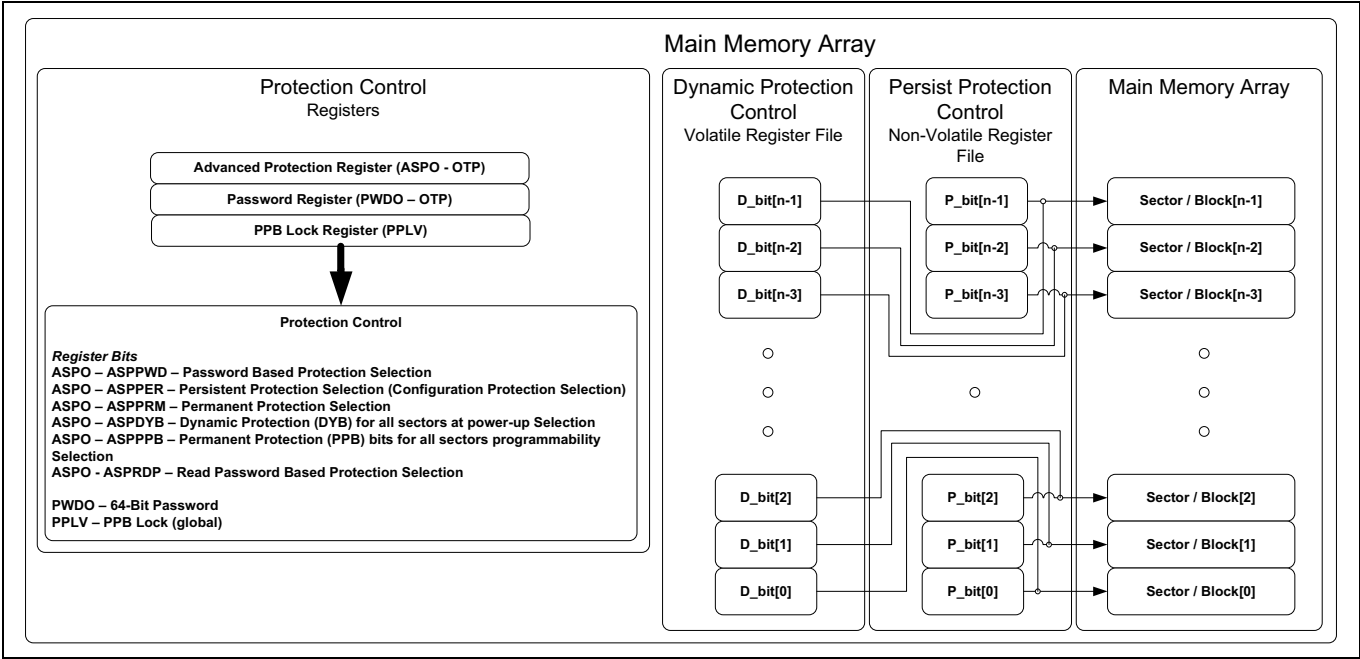 Main Memory Array
Protection Control
Registers
Advanced Protection Register (ASPO - OTP)
Password Register (PWDO – OTP)
PPB Lock Register (PPLV)
Protection Control
Register Bits
ASPO – ASPPWD – Password Based Protection Selection
ASPO – ASPPER – Persistent Protection Selection (Configuration Protection Selection)
ASPO – ASPPRM – Permanent Protection Selection
ASPO – ASPDYB – Dynamic Protection (DYB) for all sectors at power-up Selection
ASPO – ASPPPB – Permanent Protection (PPB) bits for all sectors programmability
Selection
ASPO - ASPRDP – Read Password Based Protection Selection
PWDO – 64-Bit Password
PPLV – PPB Lock (global)
Dynamic Protection
Control
Volatile Register File
D_bit[n-1]
D_bit[n-2]
D_bit[n-3]
D_bit[2]
D_bit[1]
D_bit[0]
Persist Protection
Control
Non-Volatile Register
File
P_bit[n-1]
P_bit[n-2]
P_bit[n-3]
P_bit[2]
P_bit[1]
P_bit[0]
Main Memory Array
Sector / Block[n-1]
Sector / Block[n-2]
Sector / Block[n-3]
Sector / Block[2]
Sector / Block[1]
Sector / Block[0]